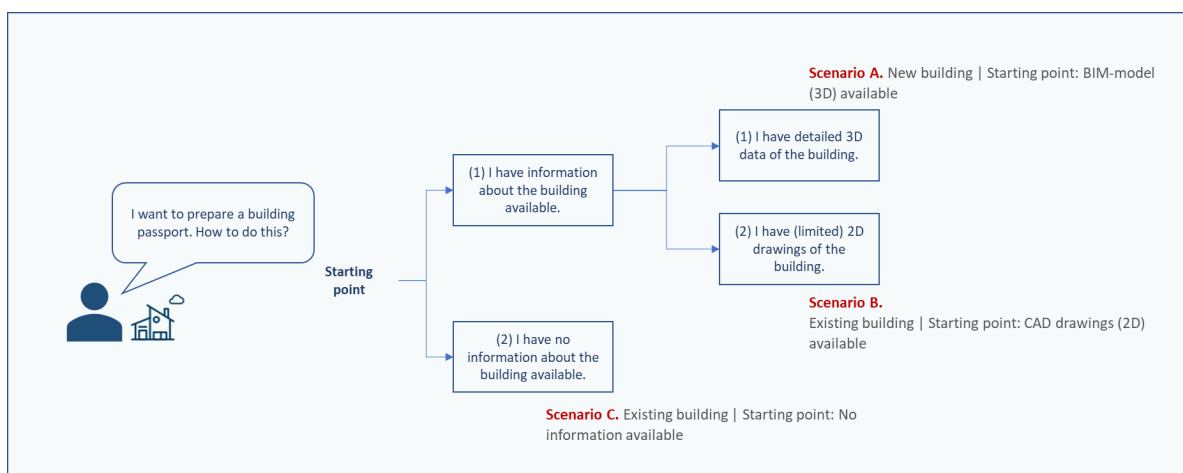 I want to prepare a building
passport. How to do this?
Starting
point
(1) I have information
about the building
available.
(2) I have no
information about the
building available.
Scenario C. Existing building | Starting point: No
information available
Scenario A. New building | Starting point: BIM-model
(3D) available
(1) I have detailed 3D
data of the building.
(2) I have (limited) 2D
drawings of the
building.
Scenario B.
Existing building | Starting point: CAD drawings (2D)
available